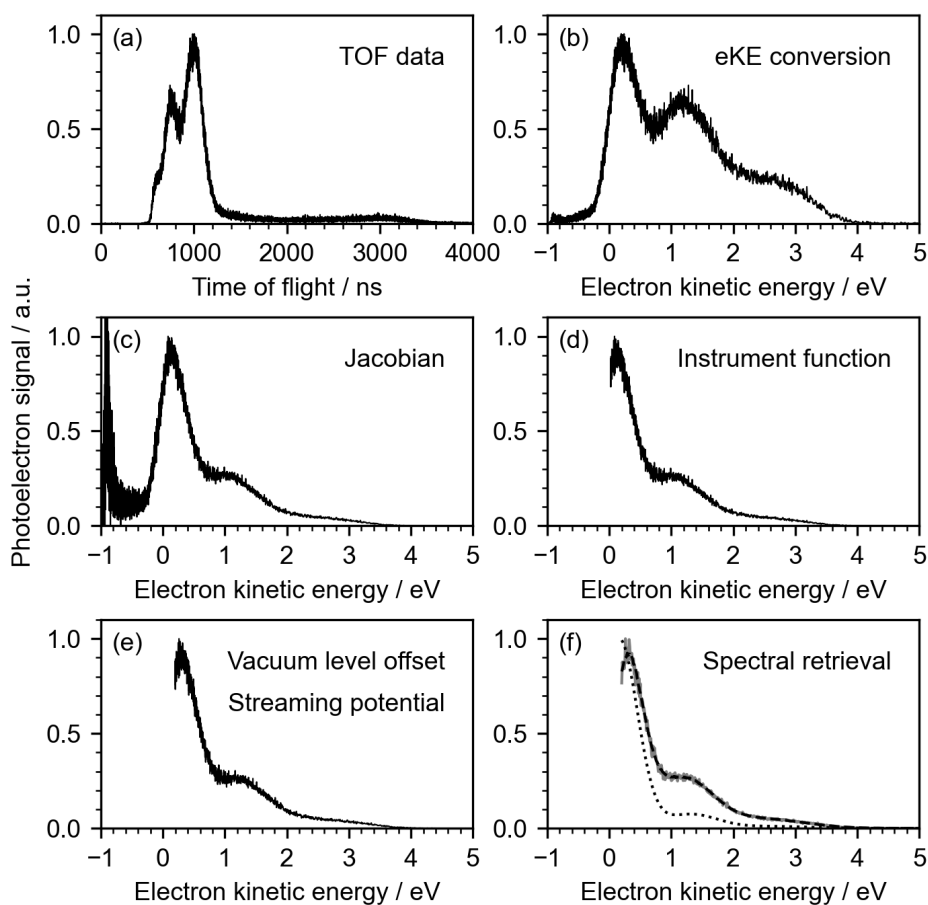 Photoelectron signal / a.u.
(a)
TOF data
1.0
0.5
0.0
0 1000 2000 3000 4000
Time of flight / ns
(b)
eKE conversion
1.0
0.5
0.0
−1 0 1 2 3 4 5
Electron kinetic energy / eV
(c)
Jacobian
1.0
0.5
0.0
−1 0 1 2 3 4 5
Electron kinetic energy / eV
(d)
Instrument function
1.0
0.5
0.0
−1 0 1 2 3 4 5
Electron kinetic energy / eV
(e)
Vacuum level offset
Streaming potential
1.0
0.5
0.0
−1 0 1 2 3 4 5
Electron kinetic energy / eV
(f)
Spectral retrieval
1.0
0.5
0.0
−1 0 1 2 3 4 5
Electron kinetic energy / eV